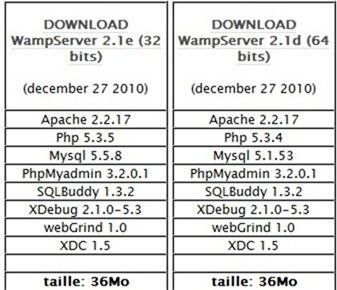 DOWNLOAD
WampServer 2.1e (32
bits)
(december 27 2010)
Apache 2.2.17
Php 5.3.5
Mysql 5.5.8
PhpMyadmin 3.2.0.1
SQLBuddy 1.3.2
XDebug 2.1.0-5.3
webGrind 1.0
XDC 1.5
taille: 36Mo
DOWNLOAD
WampServer 2.1d (64
bits)
(december 27 2010)
Apache 2.2.17
Php 5.3.4
Mysql 5.1.53
PhpMyadmin 3.2.0.1
SQLBuddy 1.3.2
XDebug 2.1.0-5.3
webGrind 1.0
XDC 1.5
taille: 36Mo